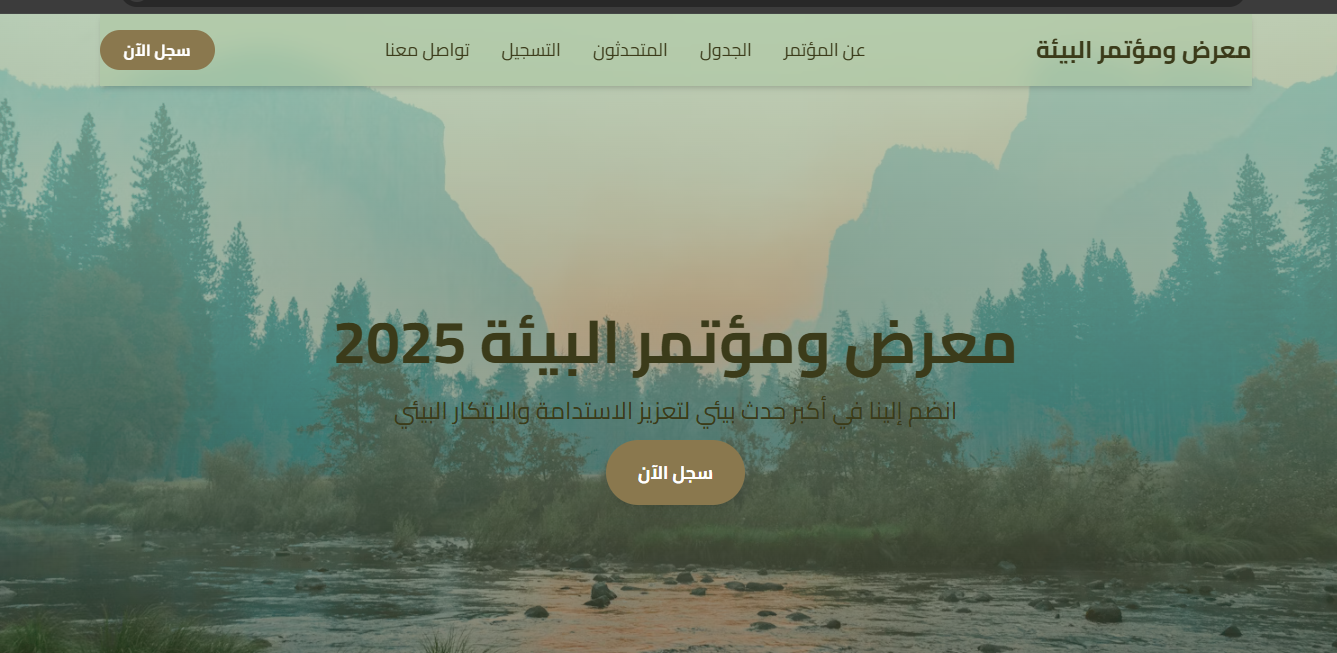 معرض ومؤتمر البيئة
عن المؤتمر
الجدول
المتحدثون
التسجيل
تواصل معنا
سجل الآن
معرض ومؤتمر البيئة 2025
انضم إلينا في أكبر حدث بيئي لتعزيز الاستدامة والابتكار البيئي
سجل الآن